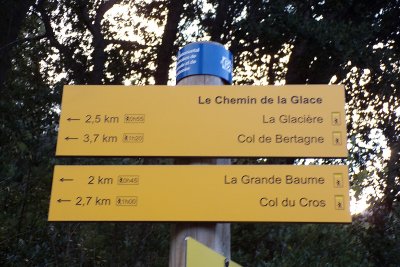 Le Chemin de la Glace
← 2,5 km 0h55 La Glacière
← 3,7 km 1h20 Col de Bertagne
← 2 km 0h45 La Grande Baume
← 2,7 km 1h00 Col du Cros